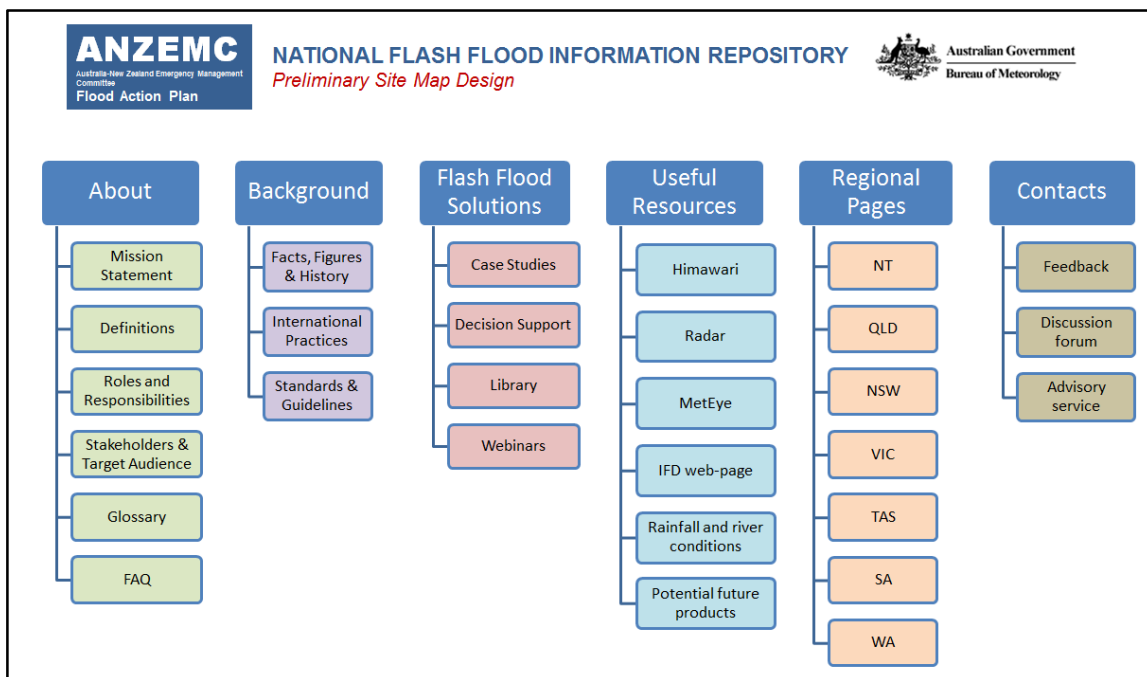 ANZEMC
Australia-New Zealand Emergency Management
Committee
Flood Action Plan
NATIONAL FLASH FLOOD INFORMATION REPOSITORY
Preliminary Site Map Design
Australian Government
Bureau of Meteorology
About
Mission
Statement
Definitions
Roles and
Responsibilities
Stakeholders &
Target Audience
Glossary
FAQ
Background
Facts, Figures
& History
International
Practices
Standards &
Guidelines
Flash Flood
Solutions
Case Studies
Decision Support
Library
Webinars
Useful
Resources
Himawari
Radar
MetEye
IFD web-page
Rainfall and river
conditions
Potential future
products
Regional
Pages
NT
QLD
NSW
VIC
TAS
SA
WA
Contacts
Feedback
Discussion
forum
Advisory
service